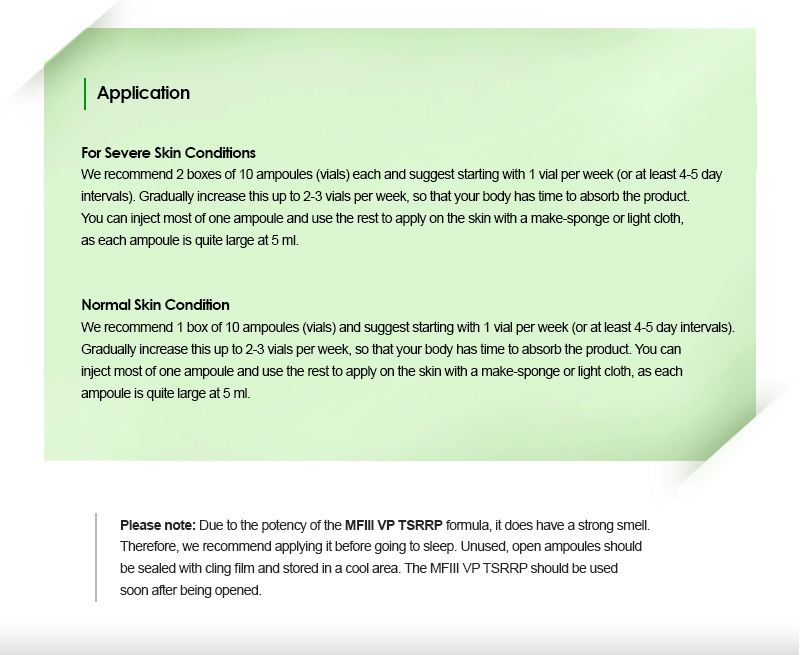 Application
For Severe Skin Conditions
We recommend 2 boxes of 10 ampoules (vials) each and suggest starting with 1 vial per week (or at least 4-5 day
intervals). Gradually increase this up to 2-3 vials per week, so that your body has time to absorb the product.
You can inject most of one ampoule and use the rest to apply on the skin with a make-sponge or light cloth,
as each ampoule is quite large at 5 ml.
Normal Skin Condition
We recommend 1 box of 10 ampoules (vials) and suggest starting with 1 vial per week (or at least 4-5 day intervals).
Gradually increase this up to 2-3 vials per week, so that your body has time to absorb the product. You can
inject most of one ampoule and use the rest to apply on the skin with a make-sponge or light cloth, as each
ampoule is quite large at 5 ml.
Please note: Due to the potency of the MFIII VP TSRRP formula, it does have a strong smell.
Therefore, we recommend applying it before going to sleep. Unused, open ampoules should
be sealed with cling film and stored in a cool area. The MFIII VP TSRRP should be used
soon after being opened.